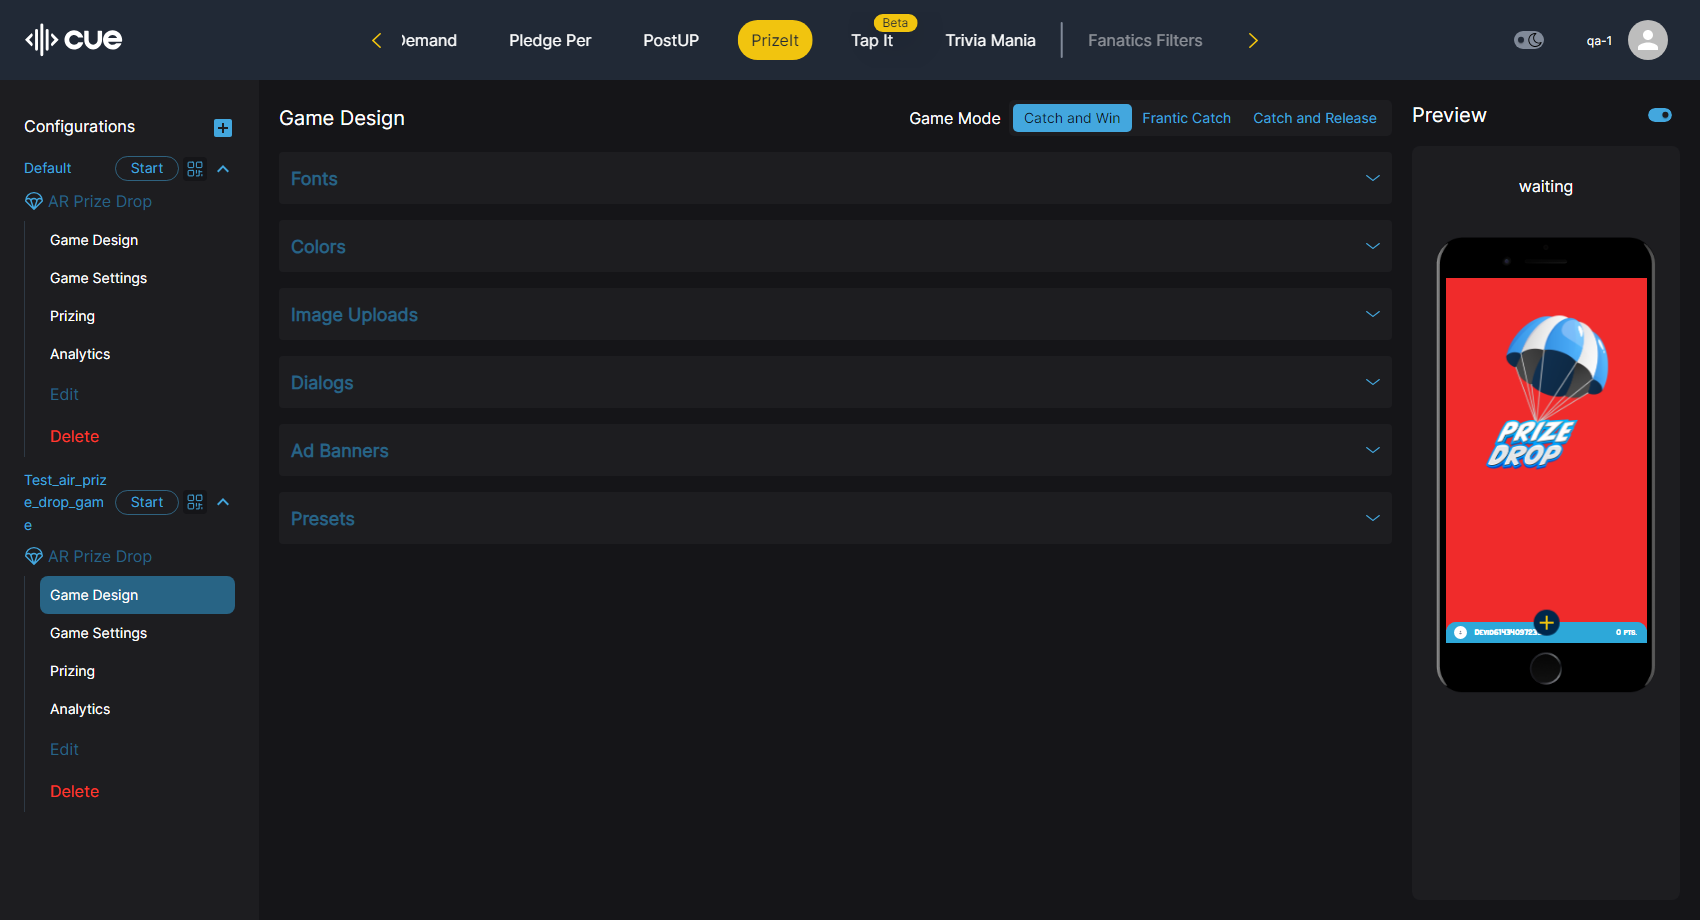 cue
Demand
Pledge Per
PostUP
PrizeIt
Beta
Tap It
Trivia Mania
Fanatics Filters
qa-1
Configurations
Default
Start
AR Prize Drop
Game Design
Game Settings
Prizing
Analytics
Edit
Delete
Test_air_priz
e_drop_gam
e
Start
AR Prize Drop
Game Design
Game Settings
Prizing
Analytics
Edit
Delete
Game Design
Game Mode
Catch and Win
Frantic Catch
Catch and Release
Fonts
Colors
Image Uploads
Dialogs
Ad Banners
Presets
Preview
waiting
PRIZE
DROP
0 PTS.